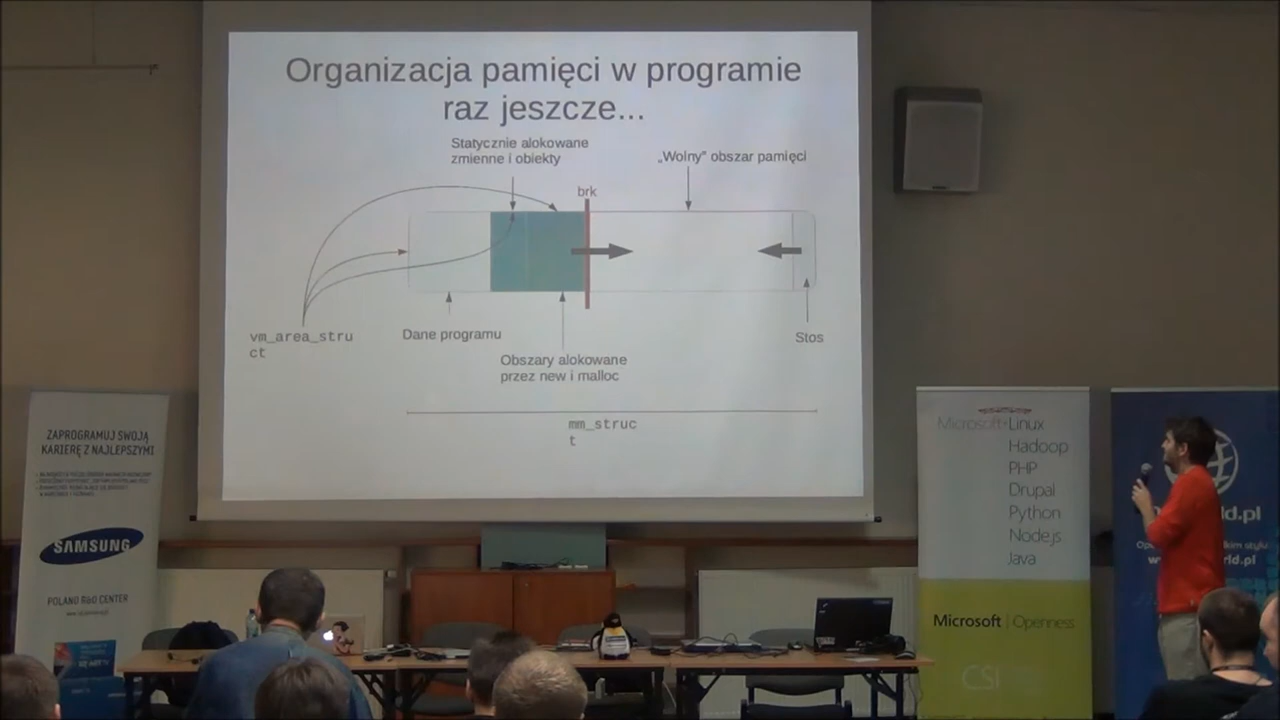 Organizacja pamięci w programie
raz jeszcze...
Statycznie alokowane
zmienne i obiekty
„Wolny” obszar pamięci
brk
vm_area_stru
ct
Dane programu
Stos
Obszary alokowane
przez new i malloc
mm_struc
t
ZAPROGRAMUJ SWOJĄ
KARIERĘ Z NAJLEPSZYMI
SAMSUNG
POLAND R&D CENTER
Microsoft+Linux
Hadoop
PHP
Drupal
Python
Node.js
Java
Microsoft | Openness
CSI